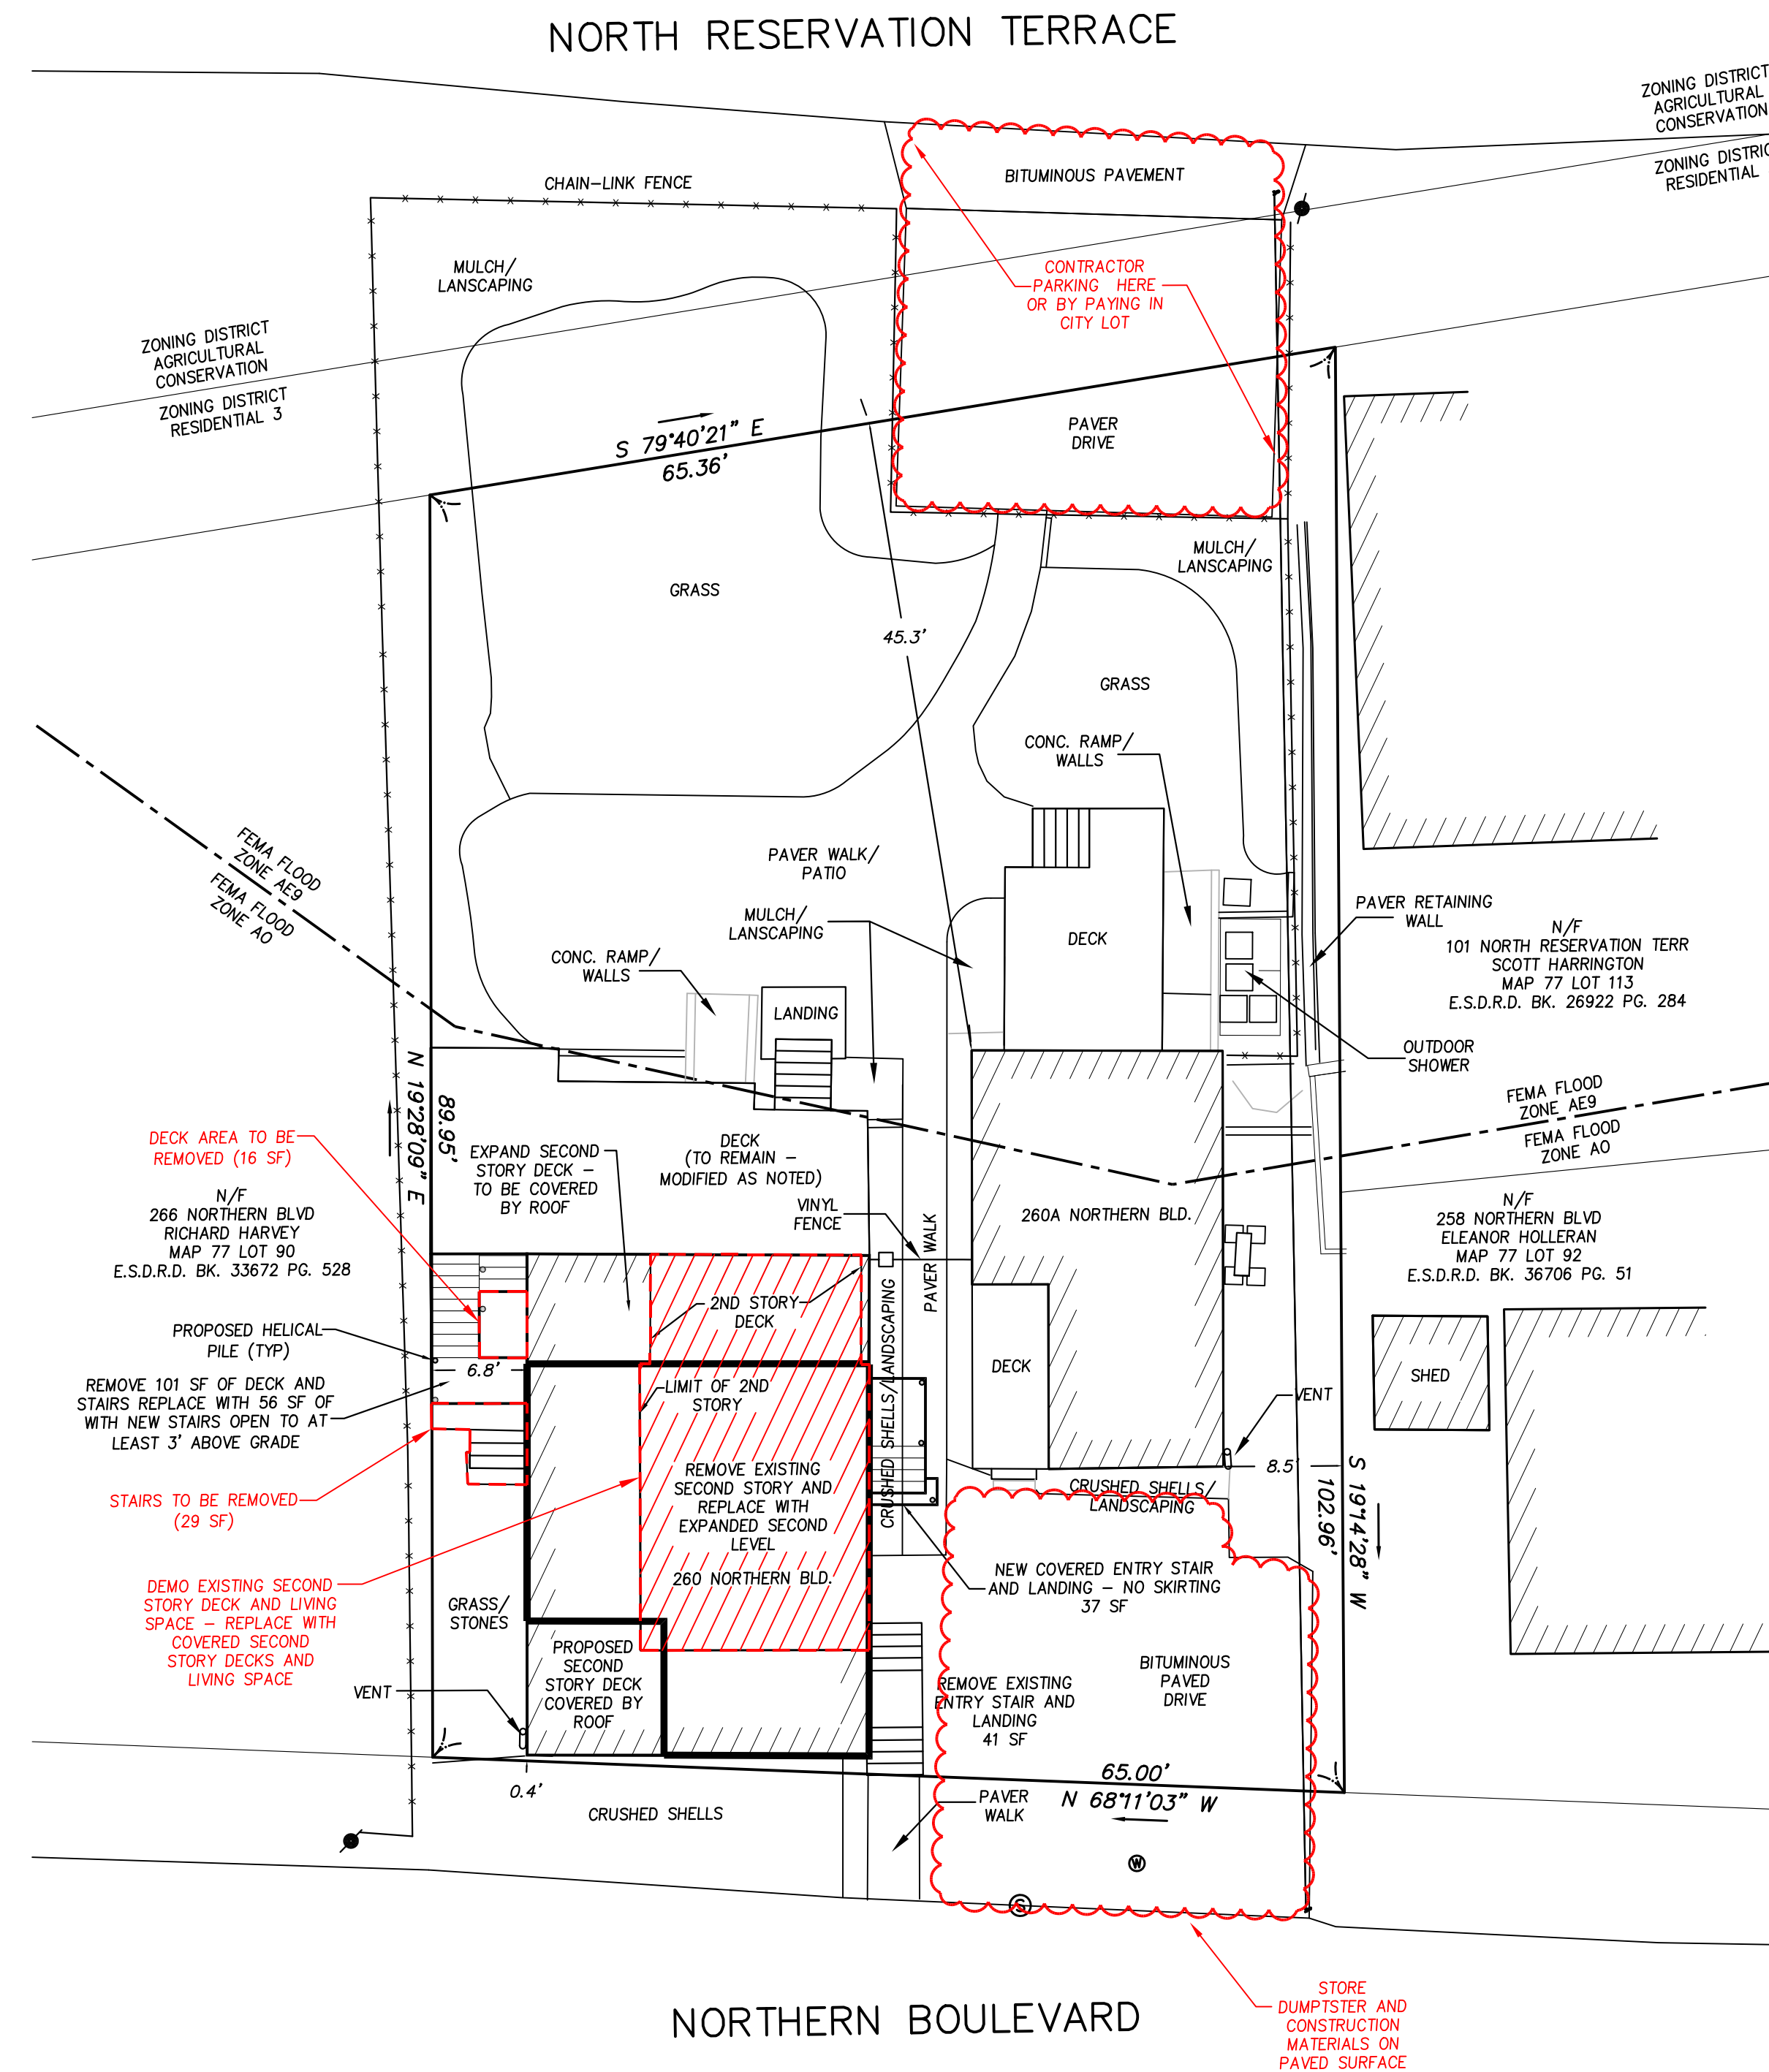 NORTH RESERVATION TERRACE
ZONING DISTRICT
AGRICULTURAL
CONSERVATION
ZONING DISTRICT
RESIDENTIAL
BITUMINOUS PAVEMENT
CHAIN-LINK FENCE
MULCH/
LANSCAPING
CONTRACTOR
PARKING HERE
OR BY PAYING IN
CITY LOT
ZONING DISTRICT
AGRICULTURAL
CONSERVATION
ZONING DISTRICT
RESIDENTIAL 3
S 79°40'21" E
65.36'
PAVER
DRIVE
MULCH/
LANSCAPING
GRASS
45.3'
GRASS
CONC. RAMP/
WALLS
FEMA FLOOD
ZONE AE9
FEMA FLOOD
ZONE AO
PAVER WALK/
PATIO
MULCH/
LANSCAPING
DECK
PAVER RETAINING
WALL
N/F
101 NORTH RESERVATION TERR
SCOTT HARRINGTON
MAP 77 LOT 113
E.S.D.R.D. BK. 26922 PG. 284
CONC. RAMP/
WALLS
LANDING
OUTDOOR
SHOWER
N 19°28'09" E
89.95'
FEMA FLOOD
ZONE AE9
FEMA FLOOD
ZONE AO
DECK AREA TO BE
REMOVED (16 SF)
EXPAND SECOND
STORY DECK -
TO BE COVERED
BY ROOF
DECK
(TO REMAIN -
MODIFIED AS NOTED)
VINYL
FENCE
PAVER WALK
260A NORTHERN BLD.
N/F
266 NORTHERN BLVD
RICHARD HARVEY
MAP 77 LOT 90
E.S.D.R.D. BK. 33672 PG. 528
N/F
258 NORTHERN BLVD
ELEANOR HOLLERAN
MAP 77 LOT 92
E.S.D.R.D. BK. 36706 PG. 51
2ND STORY
DECK
CRUSHED SHELLS/LANDSCAPING
PROPOSED HELICAL
PILE (TYP)
6.8'
DECK
SHED
REMOVE 101 SF OF DECK AND
STAIRS REPLACE WITH 56 SF OF
WITH NEW STAIRS OPEN TO AT
LEAST 3' ABOVE GRADE
LIMIT OF 2ND
STORY
VENT
8.5'
S 19°14'28" W
102.96'
STAIRS TO BE REMOVED
(29 SF)
REMOVE EXISTING
SECOND STORY AND
REPLACE WITH
EXPANDED SECOND
LEVEL
260 NORTHERN BLD.
CRUSHED SHELLS/
LANDSCAPING
NEW COVERED ENTRY STAIR
AND LANDING - NO SKIRTING
37 SF
DEMO EXISTING SECOND
STORY DECK AND LIVING
SPACE - REPLACE WITH
COVERED SECOND
STORY DECKS AND
LIVING SPACE
GRASS/
STONES
PROPOSED
SECOND
STORY DECK
COVERED BY
ROOF
VENT
REMOVE EXISTING
ENTRY STAIR AND
LANDING
41 SF
BITUMINOUS
PAVED
DRIVE
0.4'
CRUSHED SHELLS
PAVER
WALK
65.00'
N 68°11'03" W
W
S
STORE
DUMPTSTER AND
CONSTRUCTION
MATERIALS ON
PAVED SURFACE
NORTHERN BOULEVARD